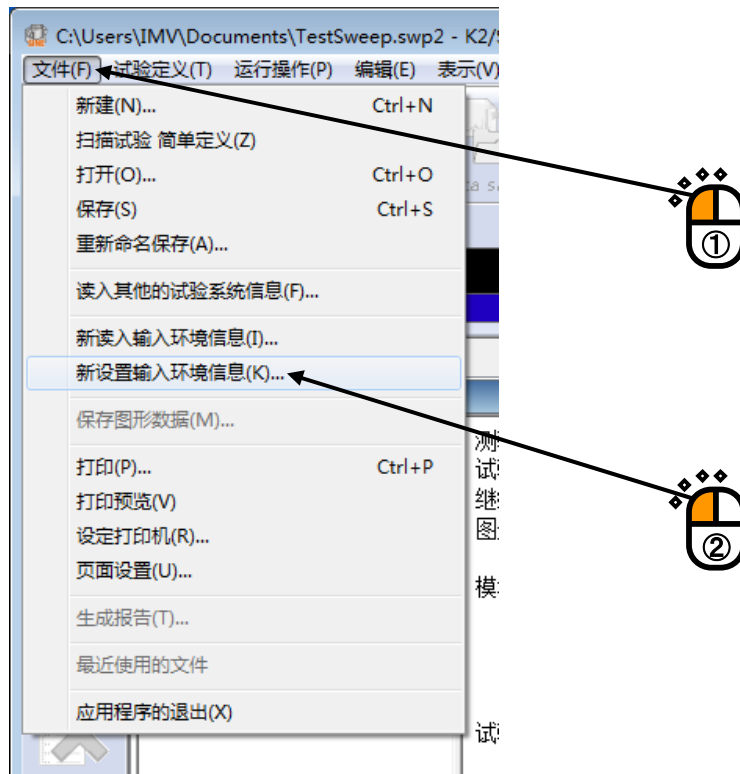 C:\Users\IMV\Documents\TestSweep.swp2 - K2/
文件(F) 试验定义(T) 运行操作(P) 编辑(E) 表示(V)
新建(N)... Ctrl+N
扫描试验 简单定义(Z)
打开(O)... Ctrl+O
保存(S) Ctrl+S
重新命名保存(A)...
读入其他的试验系统信息(F)...
新读入输入环境信息(I)...
新设置输入环境信息(K)...
保存图形数据(M)...
打印(P)... Ctrl+P
打印预览(V)
设定打印机(R)...
页面设置(U)...
生成报告(T)...
最近使用的文件
应用程序的退出(X)
测
试
继
图
模
试
①
②